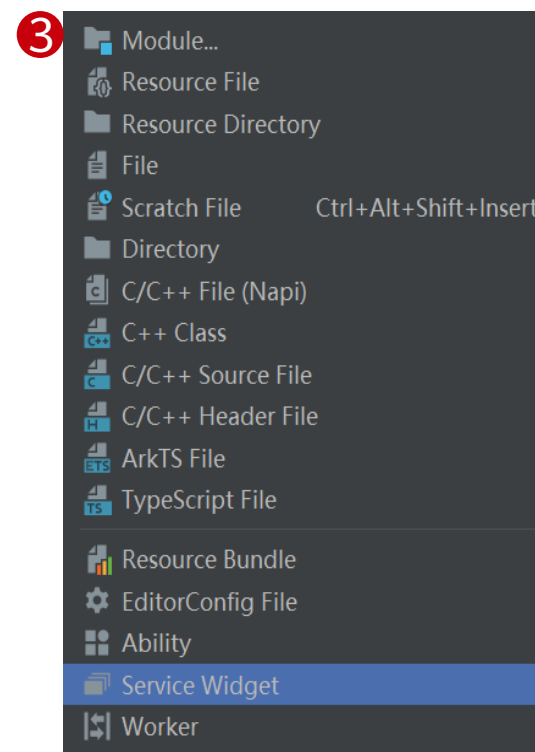 3
Module...
Resource File
Resource Directory
File
Scratch File Ctrl+Alt+Shift+Insert
Directory
C/C++ File (Napi)
C++ Class
C/C++ Source File
C/C++ Header File
ArkTS File
TypeScript File
Resource Bundle
EditorConfig File
Ability
Service Widget
Worker